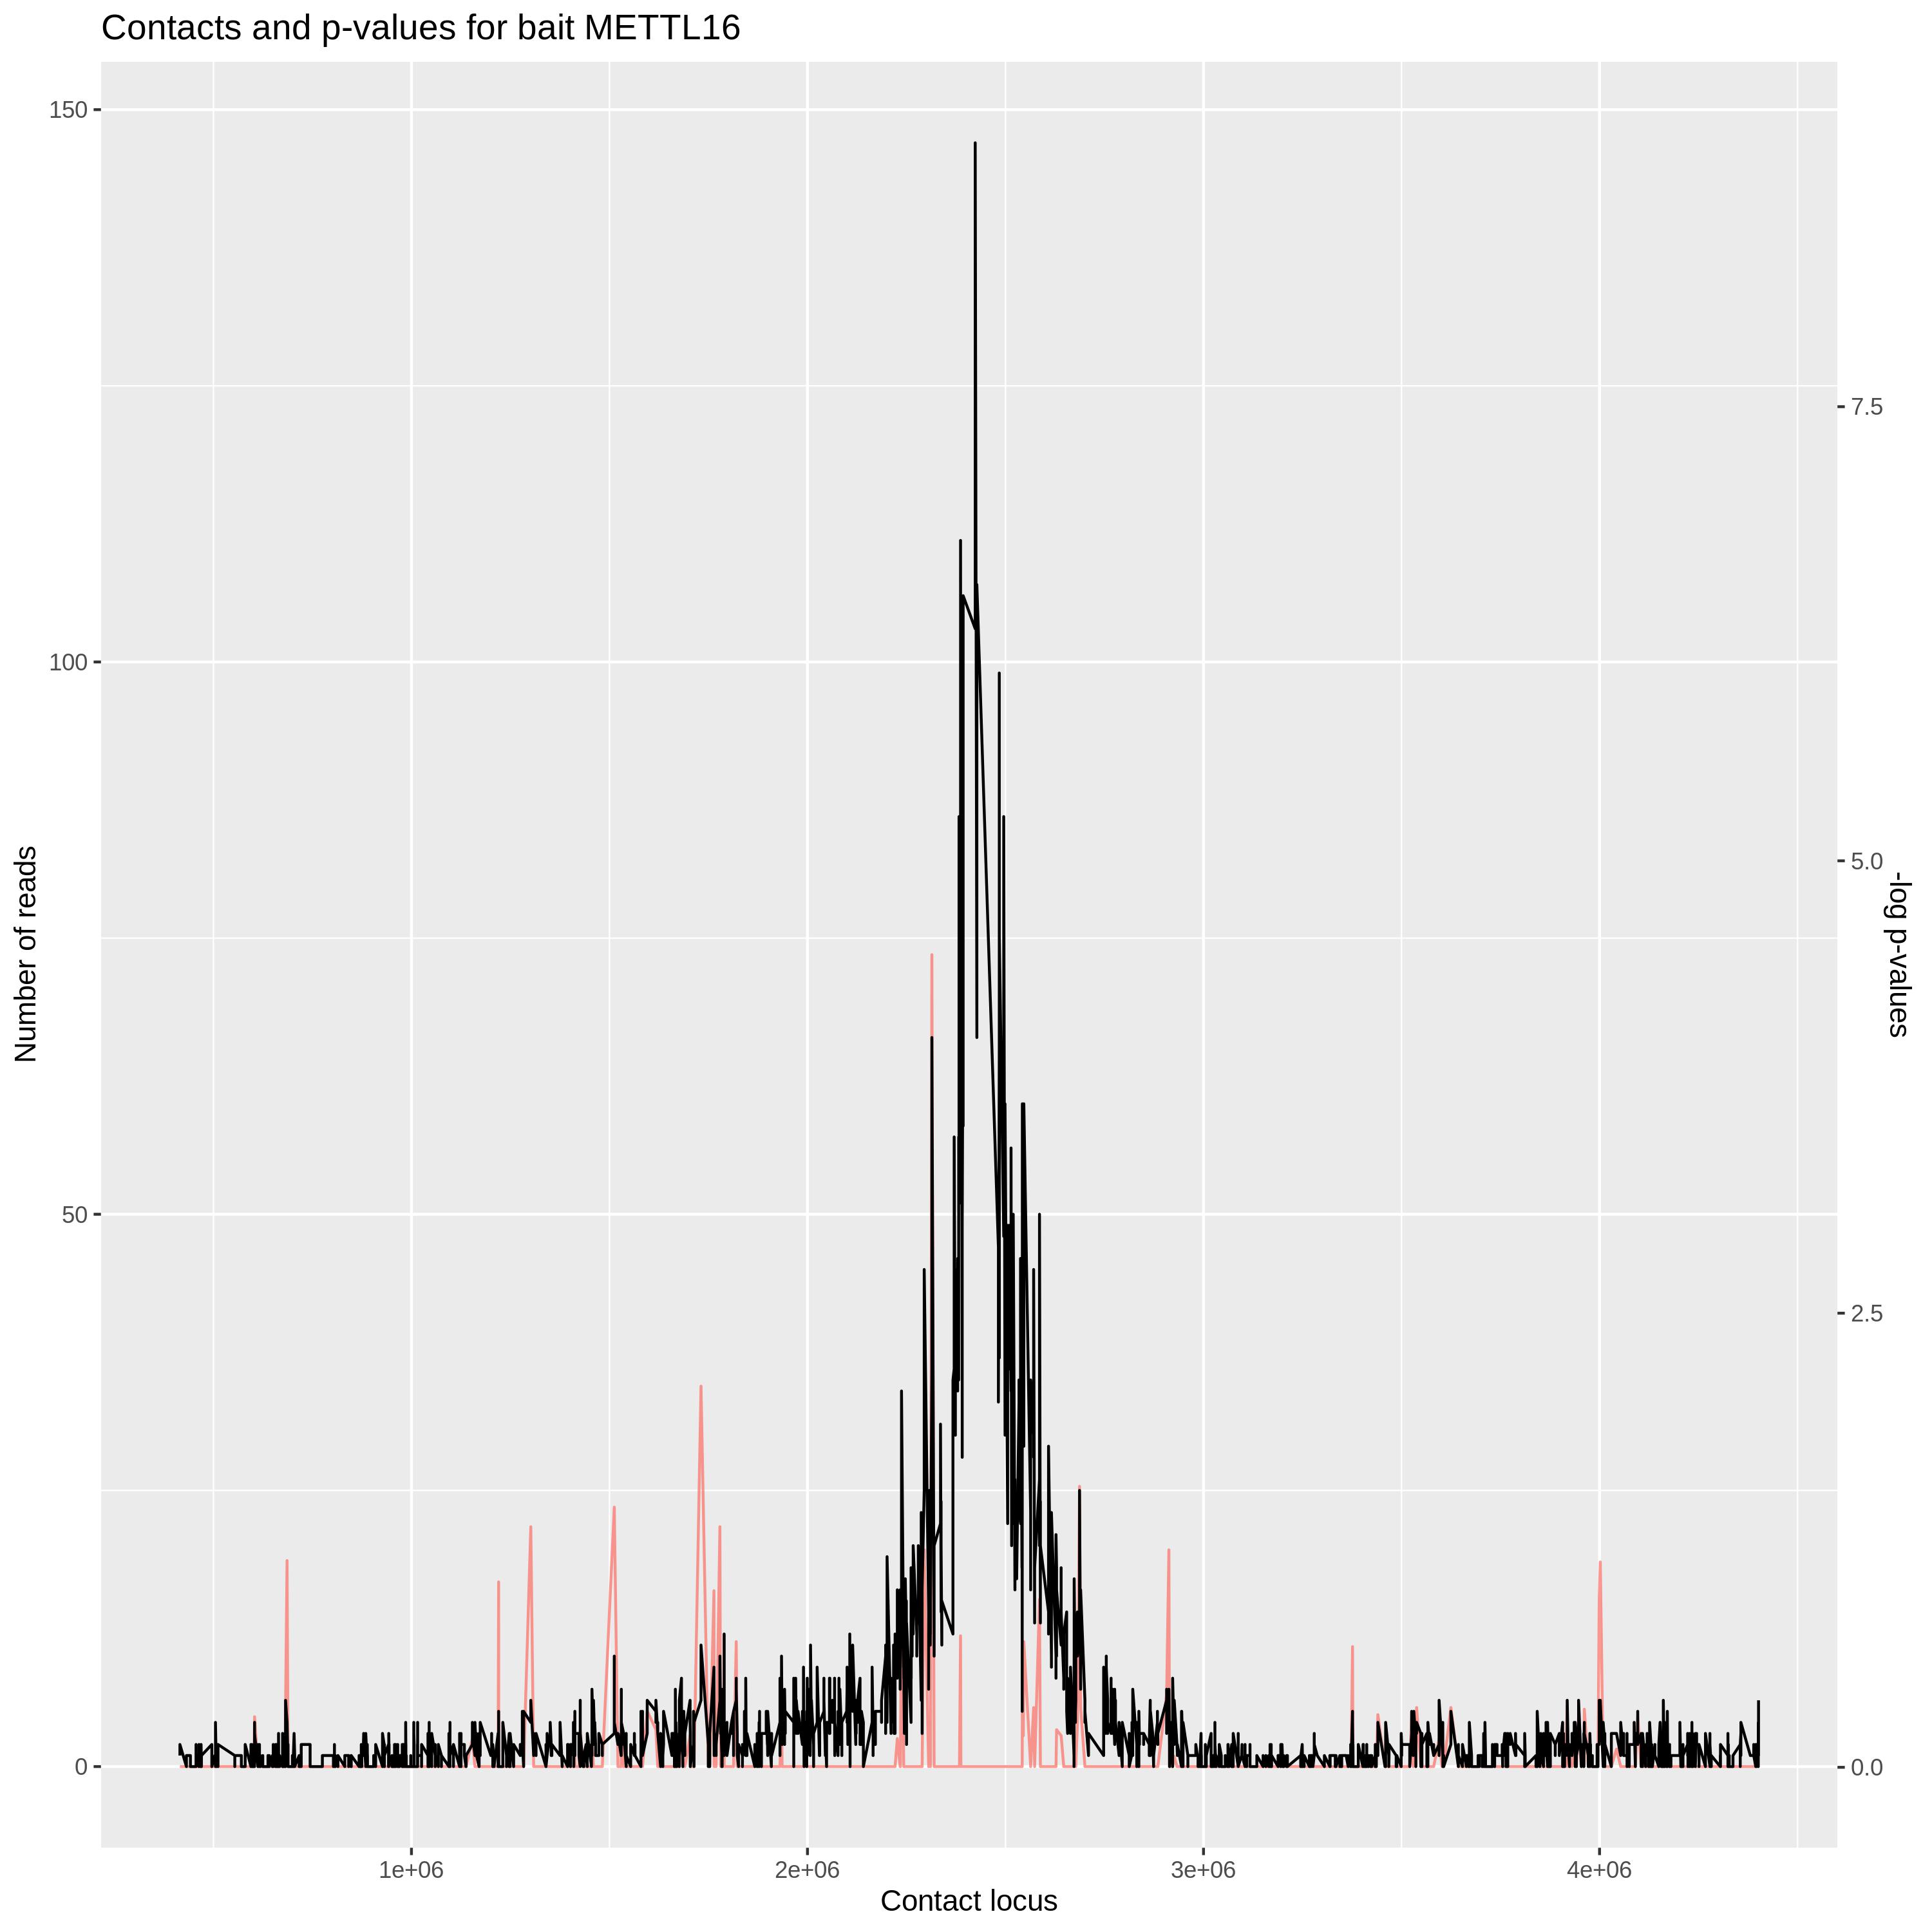 Contacts and p-values for bait METTL16
150
100
50
0
Number of reads
7.5
5.0
2.5
0.0
-log p-values
1e+06
2e+06
3e+06
4e+06
Contact locus